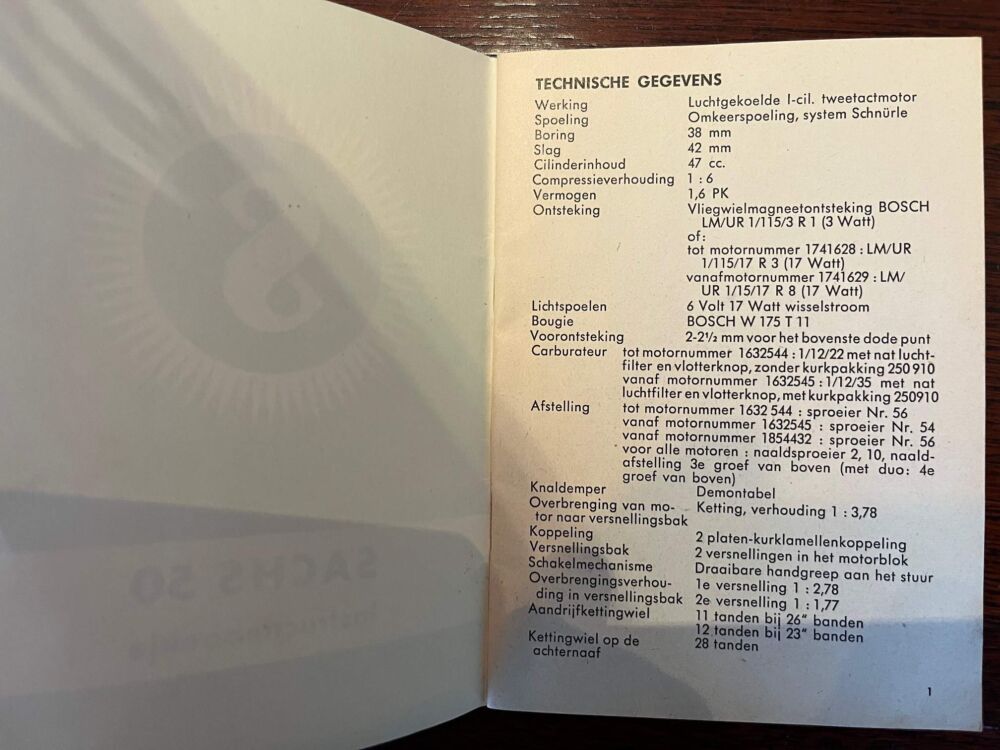 TECHNISCHE GEGEVENS
Werking Luchtgekoelde I-cil. tweetactmotor
Spoeling Omkeerspoeling, system Schnürle
Boring 38 mm
Slag 42 mm
Cilinderinhoud 47 cc.
Compressieverhouding 1 : 6
Vermogen 1,6 PK
Ontsteking Vliegwielmagneetontsteking BOSCH
LM/UR 1/115/3 R 1 (3 Watt)
of:
tot motornummer 1741628 : LM/UR
1/115/17 R 3 (17 Watt)
vanafmotornummer 1741629 : LM/
UR 1/15/17 R 8 (17 Watt)
Lichtspoelen 6 Volt 17 Watt wisselstroom
Bougie BOSCH W 175 T 11
Voorontsteking 2-2½ mm voor het bovenste dode punt
Carburateur tot motornummer 1632544 : 1/12/22 met nat lucht-
filter en vlotterknop, zonder kurkpakking 250 910
vanaf motornummer 1632545 : 1/12/35 met nat
luchtfilter en vlotterknop, met kurkpakking 250910
Afstelling tot motornummer 1632 544 : sproeier Nr. 56
vanaf motornummer 1632545 : sproeier Nr. 54
vanaf motornummer 1854432 : sproeier Nr. 56
voor alle motoren : naaldsproeier 2, 10, naald-
afstelling 3e groef van boven (met duo: 4e
groef van boven)
Knaldemper Demontabel
Overbrenging van mo-
tor naar versnellingsbak Ketting, verhouding 1 : 3,78
Koppeling 2 platen-kurklamellenkoppeling
Versnellingsbak 2 versnellingen in het motorblok
Schakelmechanisme Draaibare handgreep aan het stuur
Overbrengingsverhou- 1e versnelling 1 : 2,78
ding in versnellingsbak 2e versnelling 1 : 1,77
Aandrijfkettingwiel 11 tanden bij 26" banden
12 tanden bij 23" banden
Kettingwiel op de 28 tanden
achternaaf
1
SACHS 50